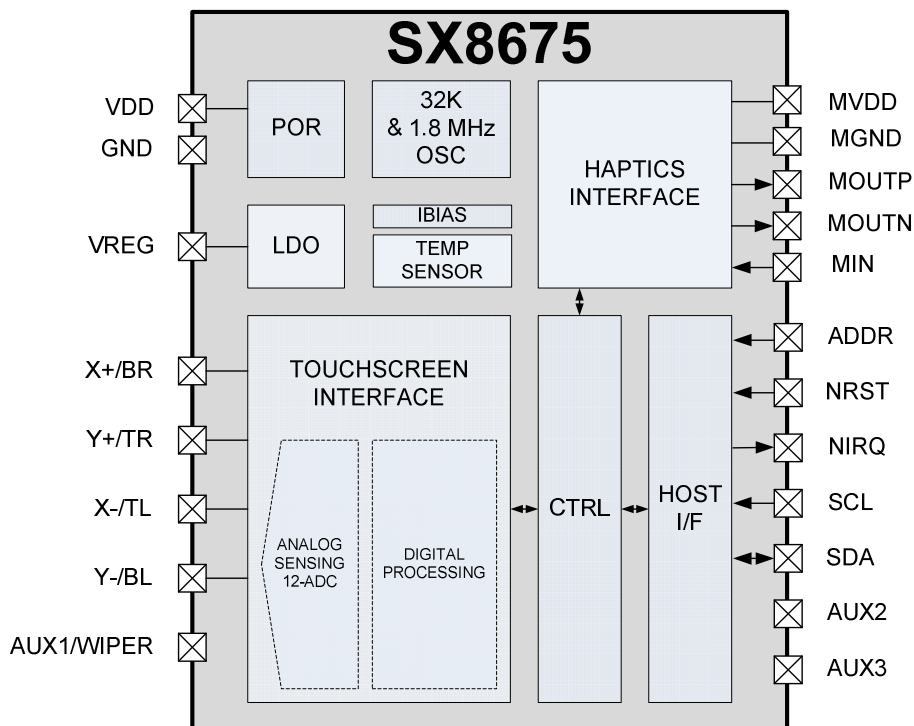 SX8675
VDD
GND
VREG
X+/BR
Y+/TR
X-/TL
Y-/BL
AUX1/WIPER
POR
32K
& 1.8 MHz
OSC
LDO
IBIAS
TEMP
SENSOR
HAPTICS
INTERFACE
TOUCHSCREEN
INTERFACE
ANALOG
SENSING
12-ADC
DIGITAL
PROCESSING
CTRL
HOST
I/F
MVDD
MGND
MOUTP
MOUTN
MIN
ADDR
NRST
NIRQ
SCL
SDA
AUX2
AUX3